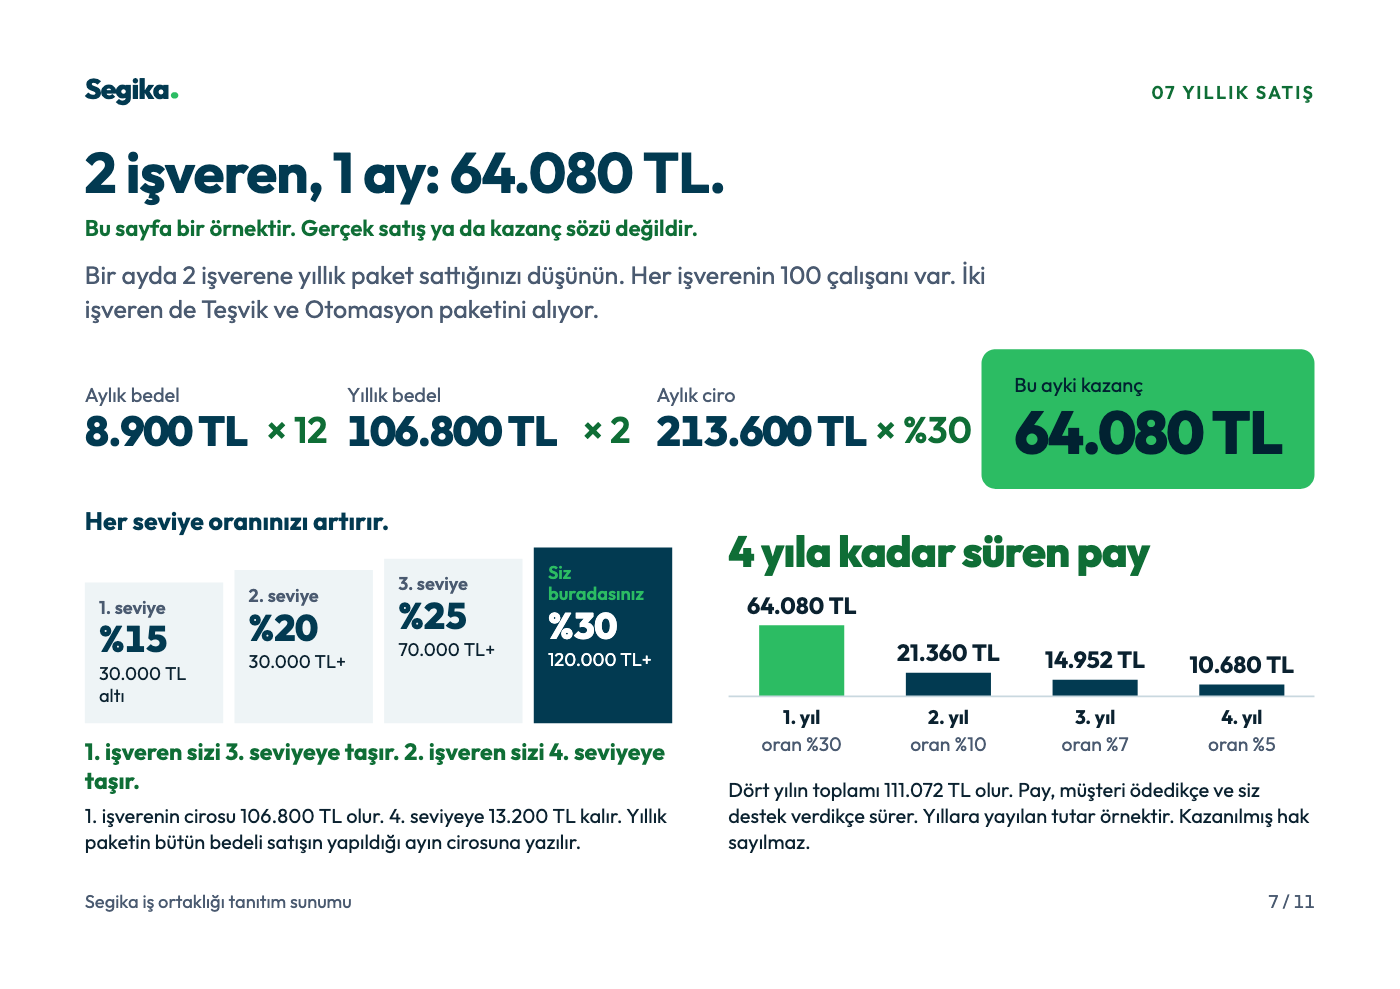 Segika.
07 YILLIK SATIŞ
2 işveren, 1 ay: 64.080 TL.
Bu sayfa bir örnektir. Gerçek satış ya da kazanç sözü değildir.
Bir ayda 2 işverene yıllık paket sattığınızı düşünün. Her işverenin 100 çalışanı var. İki
işveren de Teşvik ve Otomasyon paketini alıyor.
Aylık bedel
8.900 TL
× 12
Yıllık bedel
106.800 TL
× 2
Aylık ciro
213.600 TL
× %30
Bu ayki kazanç
64.080 TL
Her seviye oranınızı artırır.
1. seviye
%15
30.000 TL
altı
2. seviye
%20
30.000 TL+
3. seviye
%25
70.000 TL+
Siz
buradasınız
%30
120.000 TL+
1. işveren sizi 3. seviyeye taşır. 2. işveren sizi 4. seviyeye
taşır.
1. işverenin cirosu 106.800 TL olur. 4. seviyeye 13.200 TL kalır. Yıllık
paketin bütün bedeli satışın yapıldığı ayın cirosuna yazılır.
4 yıla kadar süren pay
64.080 TL
21.360 TL
14.952 TL
10.680 TL
1. yıl
2. yıl
3. yıl
4. yıl
oran %30
oran %10
oran %7
oran %5
Dört yılın toplamı 111.072 TL olur. Pay, müşteri ödedikçe ve siz
destek verdikçe sürer. Yıllara yayılan tutar örnektir. Kazanılmış hak
sayılmaz.
Segika iş ortaklığı tanıtım sunumu
7 / 11